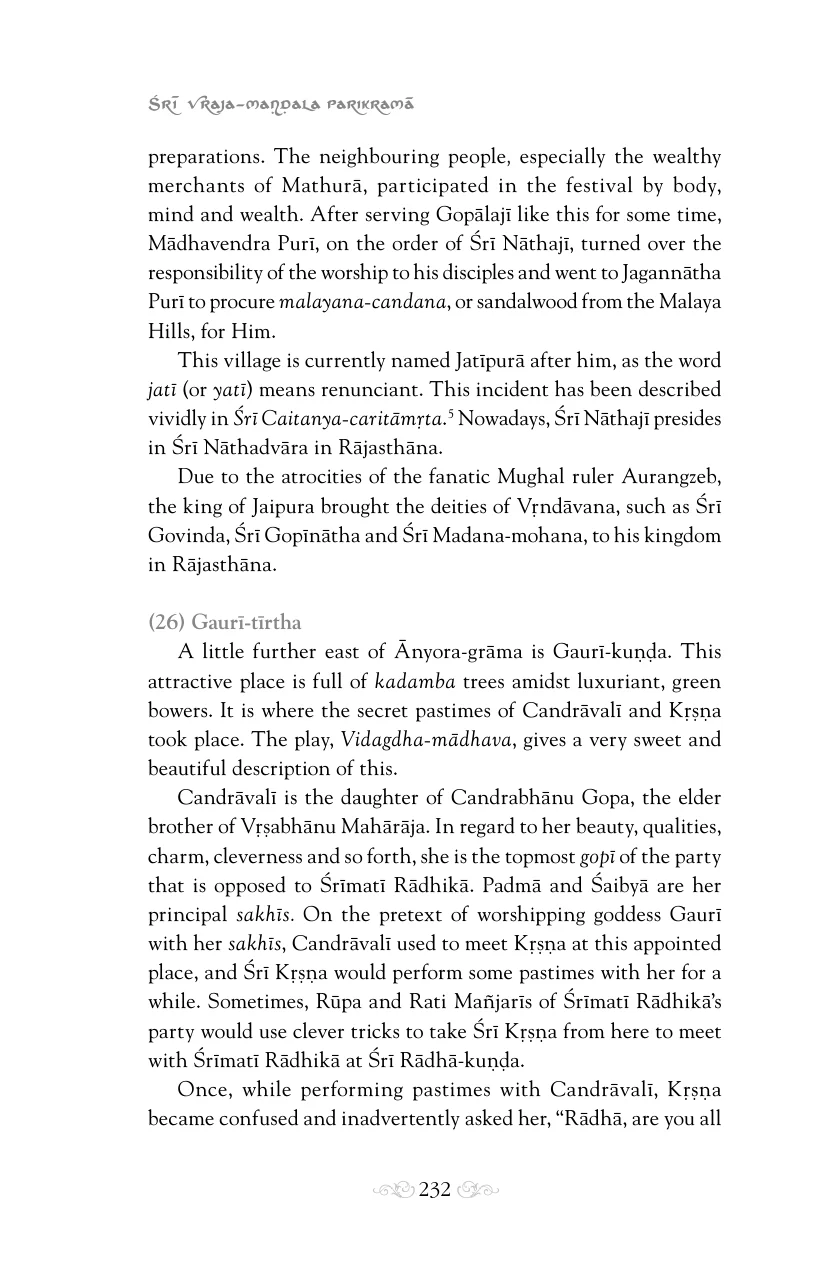 Śrī Vraja-maṇḍala Parikramā
preparations. The neighbouring people, especially the wealthy
merchants of Mathurā, participated in the festival by body,
mind and wealth. After serving Gopālajī like this for some time,
Mādhavendra Purī, on the order of Śrī Nāthajī, turned over the
responsibility of the worship to his disciples and went to Jagannātha
Purī to procure malayana-candana, or sandalwood from the Malaya
Hills, for Him.
This village is currently named Jatīpurā after him, as the word
jatī (or yatī) means renunciant. This incident has been described
vividly in Śrī Caitanya-caritāmṛta.⁵ Nowadays, Śrī Nāthajī presides
in Śrī Nāthadvāra in Rājasthāna.
Due to the atrocities of the fanatic Mughal ruler Aurangzeb,
the king of Jaipura brought the deities of Vṛndāvana, such as Śrī
Govinda, Śrī Gopīnātha and Śrī Madana-mohana, to his kingdom
in Rājasthāna.
(26) Gaurī-tīrtha
A little further east of Ānyora-grāma is Gaurī-kuṇḍa. This
attractive place is full of kadamba trees amidst luxuriant, green
bowers. It is where the secret pastimes of Candrāvalī and Kṛṣṇa
took place. The play, Vidagdha-mādhava, gives a very sweet and
beautiful description of this.
Candrāvalī is the daughter of Candrabhānu Gopa, the elder
brother of Vṛṣabhānu Mahārāja. In regard to her beauty, qualities,
charm, cleverness and so forth, she is the topmost gopī of the party
that is opposed to Śrīmatī Rādhikā. Padmā and Śaibyā are her
principal sakhīs. On the pretext of worshipping goddess Gaurī
with her sakhīs, Candrāvalī used to meet Kṛṣṇa at this appointed
place, and Śrī Kṛṣṇa would perform some pastimes with her for a
while. Sometimes, Rūpa and Rati Mañjarīs of Śrīmatī Rādhikā’s
party would use clever tricks to take Śrī Kṛṣṇa from here to meet
with Śrīmatī Rādhikā at Śrī Rādhā-kuṇḍa.
Once, while performing pastimes with Candrāvalī, Kṛṣṇa
became confused and inadvertently asked her, “Rādhā, are you all
232